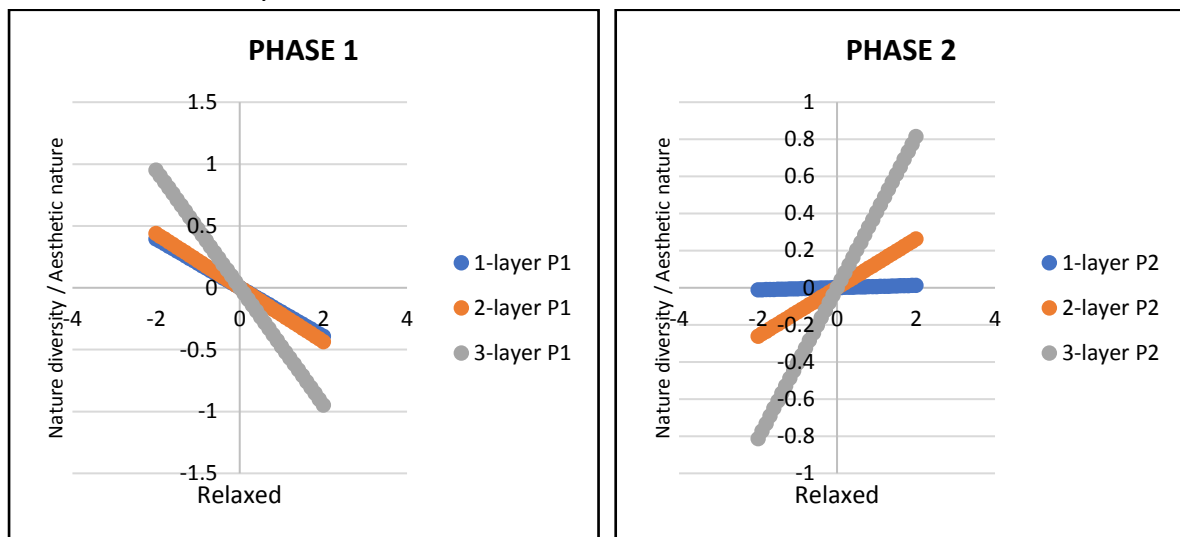 PHASE 1
Nature diversity / Aesthetic nature
1.5
1
0.5
0
-0.5
-1
-1.5
-4
-2
0
2
4
Relaxed
1-layer P1
2-layer P1
3-layer P1
PHASE 2
Nature diversity / Aesthetic nature
1
0.8
0.6
0.4
0.2
0
-0.2
-0.4
-0.6
-0.8
-1
-4
-2
0
2
4
Relaxed
1-layer P2
2-layer P2
3-layer P2